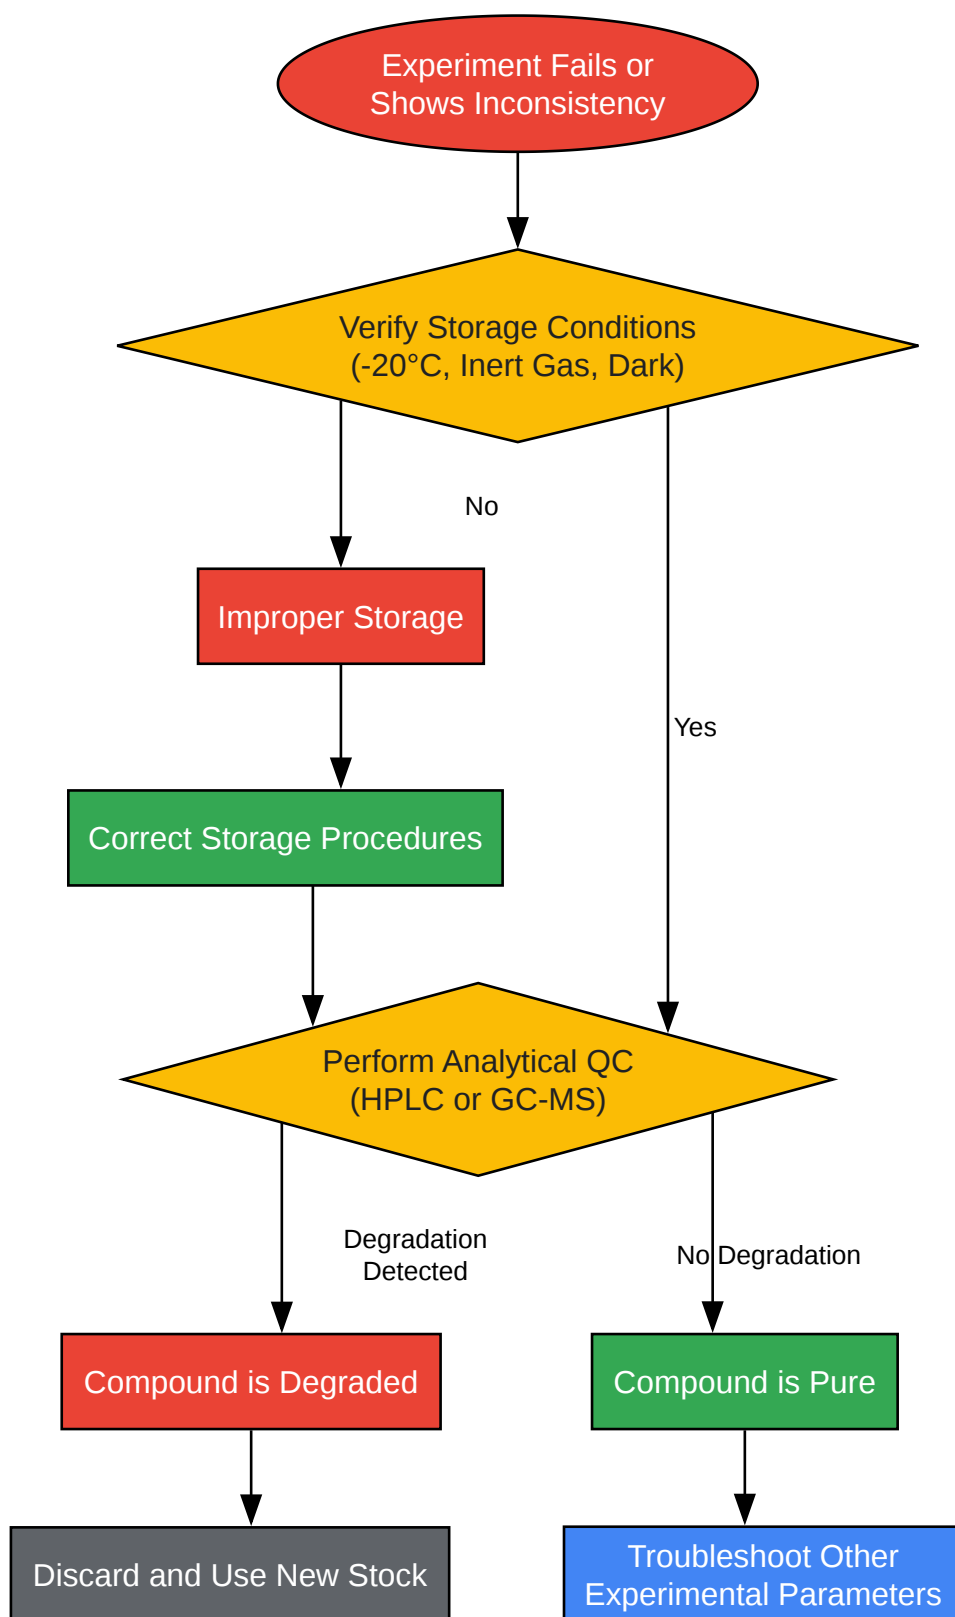 Experiment Fails or
Shows Inconsistency
Verify Storage Conditions
(-20°C, Inert Gas, Dark)
No
Improper Storage
Yes
Correct Storage Procedures
Perform Analytical QC
(HPLC or GC-MS)
Degradation
Detected
No Degradation
Compound is Degraded
Compound is Pure
Discard and Use New Stock
Troubleshoot Other
Experimental Parameters